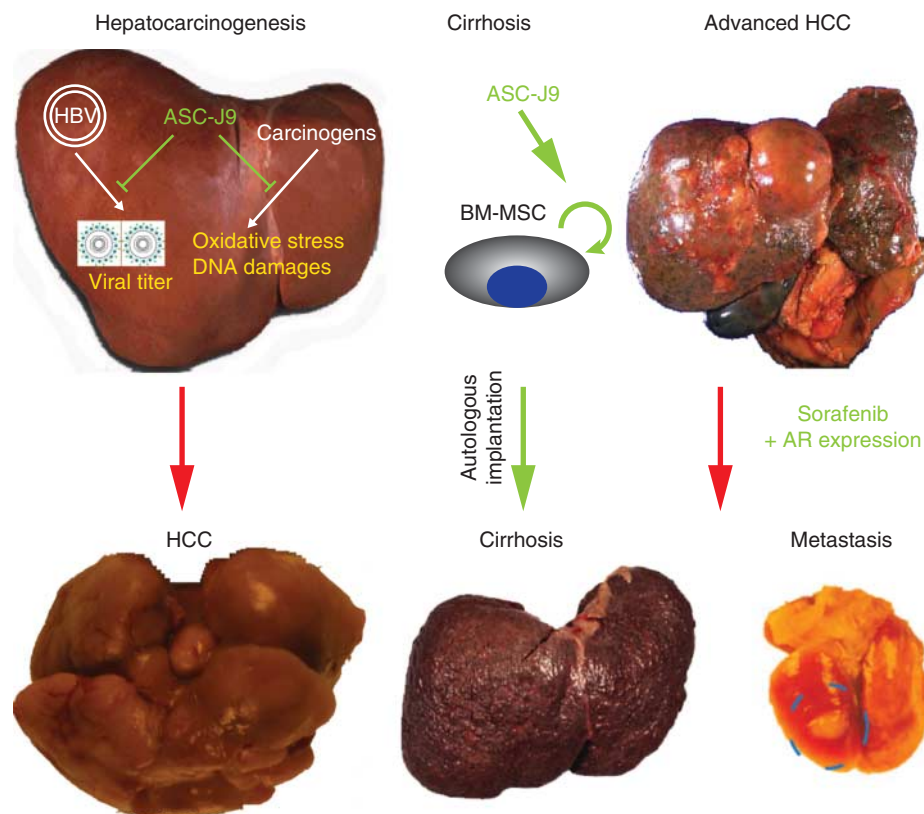 Hepatocarcinogenesis
Cirrhosis
Advanced HCC
HBV
ASC-J9
Carcinogens
Oxidative stress
DNA damages
Viral titer
ASC-J9
BM-MSC
Autologous
implantation
Sorafenib
+ AR expression
HCC
Cirrhosis
Metastasis